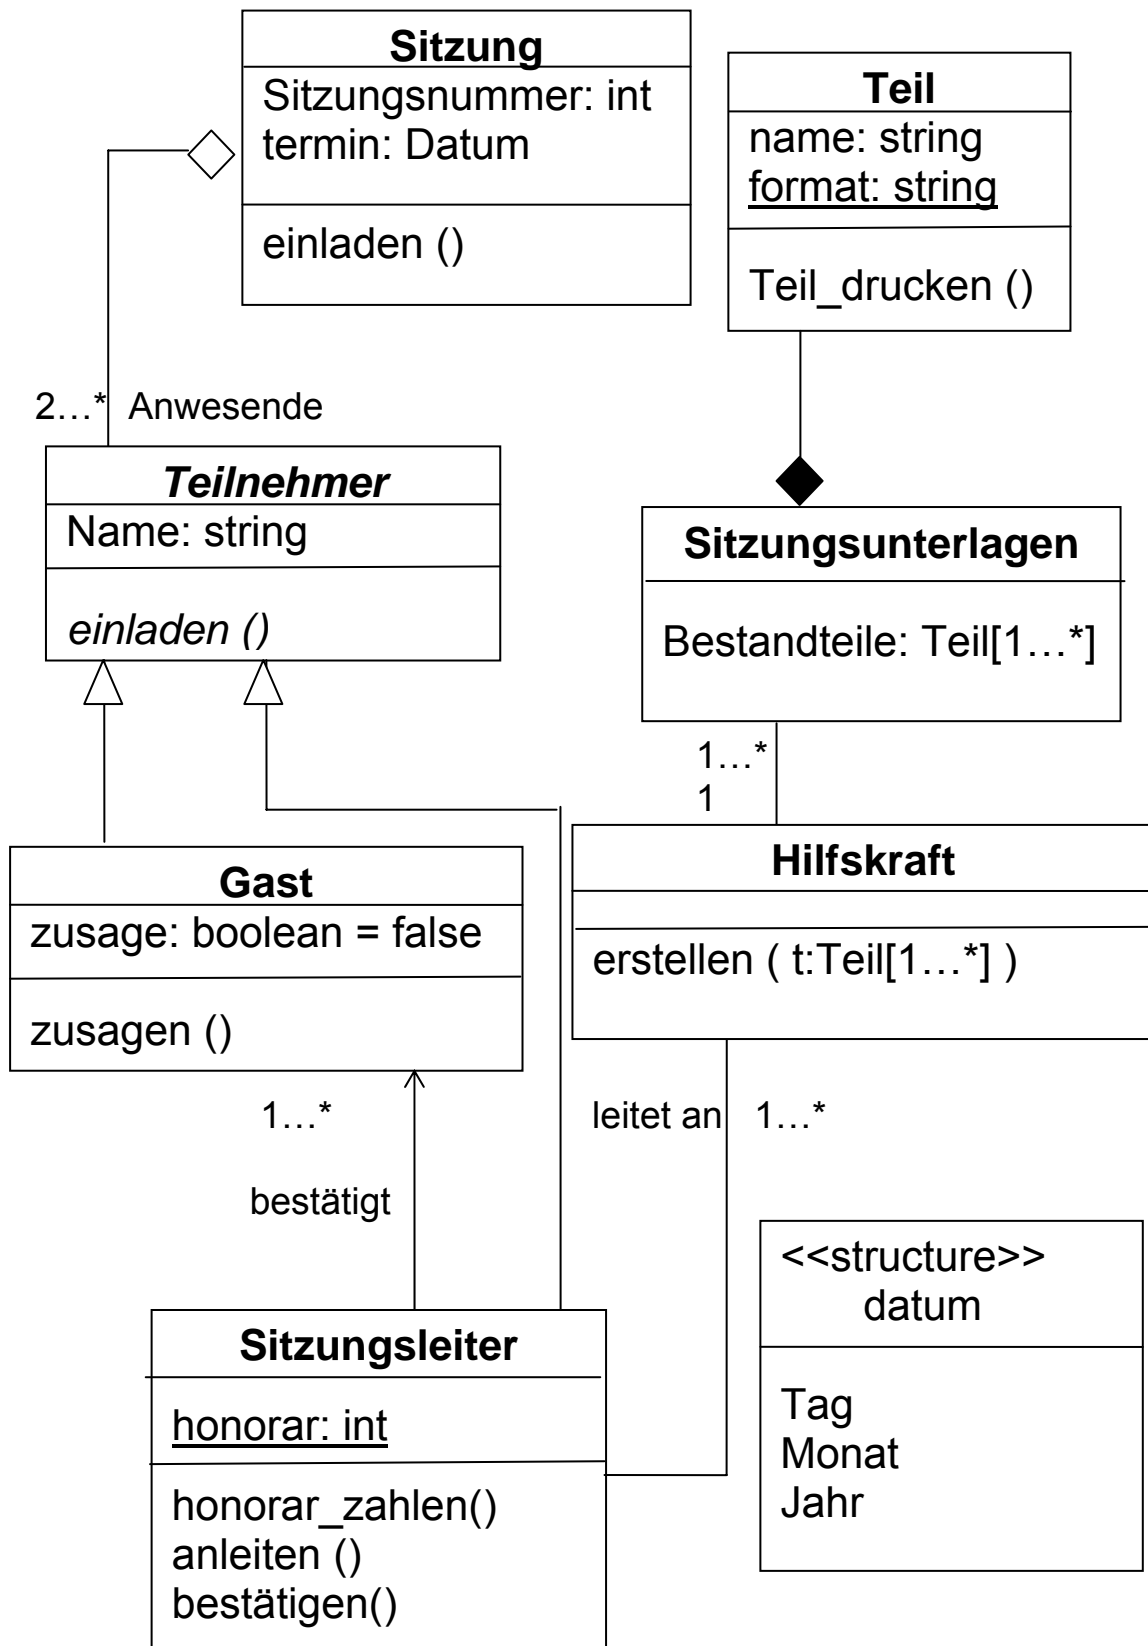 Sitzung
Sitzungsnummer: int
termin: Datum
einladen ()
Teil
name: string
format: string
Teil_drucken ()
2…* Anwesende
Teilnehmer
Name: string
einladen ()
Sitzungsunterlagen
Bestandteile: Teil[1…*]
1…*
1
Gast
zusage: boolean = false
zusagen ()
Hilfskraft
erstellen ( t:Teil[1…*] )
1…*
bestätigt
leitet an 1…*
Sitzungsleiter
honorar: int
honorar_zahlen()
anleiten ()
bestätigen()
<<structure>>
datum
Tag
Monat
Jahr